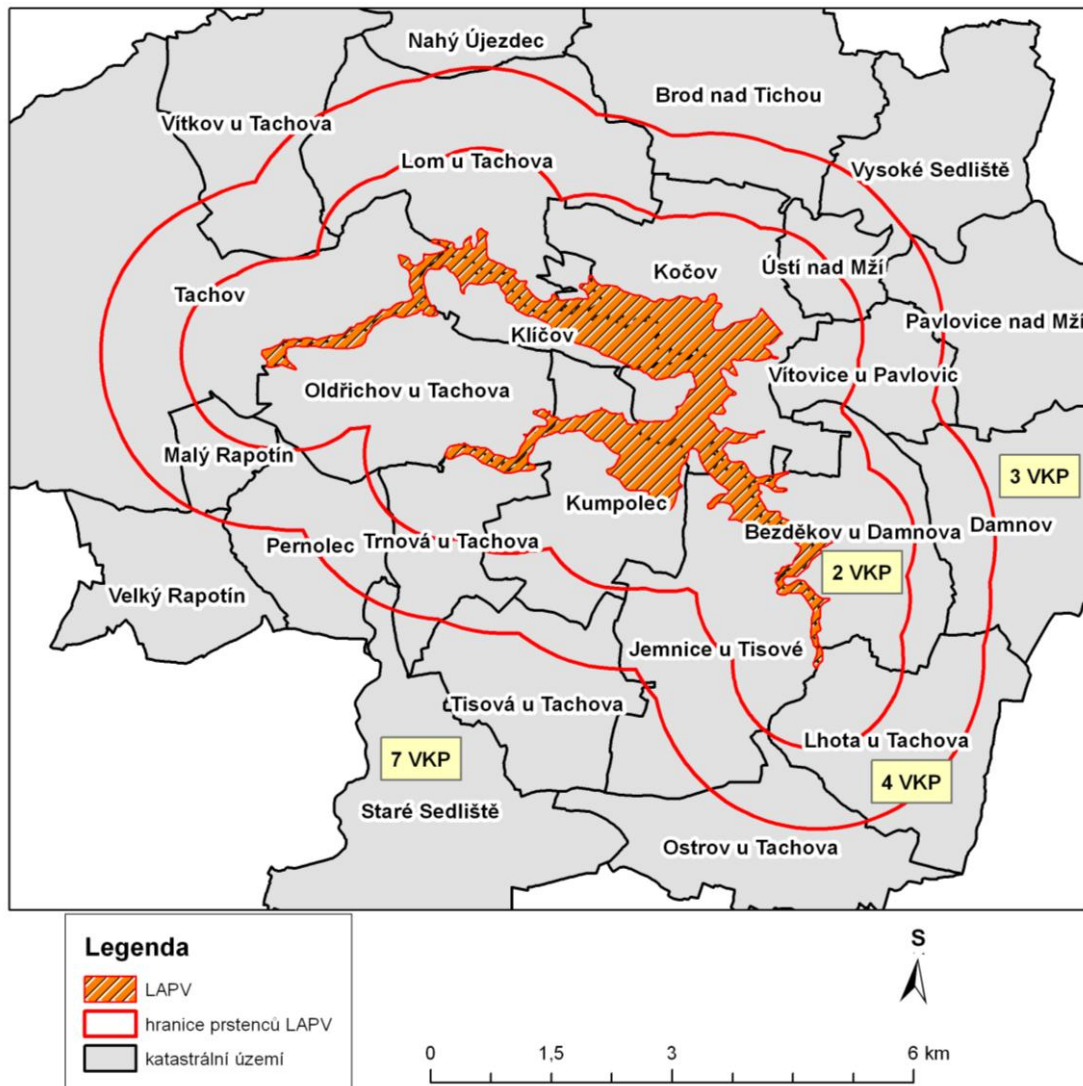 Nahý Újezdec
Brod nad Tichou
Vítkov u Tachova
Lom u Tachova
Vysoké Sedliště
Ústí nad Mží
Kočov
Tachov
Pavlovice nad Mží
Klíčov
Vítovice u Pavlovic
Oldřichov u Tachova
Malý Rapotín
3 VKP
Kumpolec
Bezděkov u Damnova
Damnov
Pernolec
Trnová u Tachova
2 VKP
Velký Rapotín
Jemnice u Tisové
Tisová u Tachova
Lhota u Tachova
7 VKP
4 VKP
Staré Sedliště
Ostrov u Tachova
Legenda
LAPV
hranice prstenců LAPV
katastrální území
S
0 1,5 3 6 km